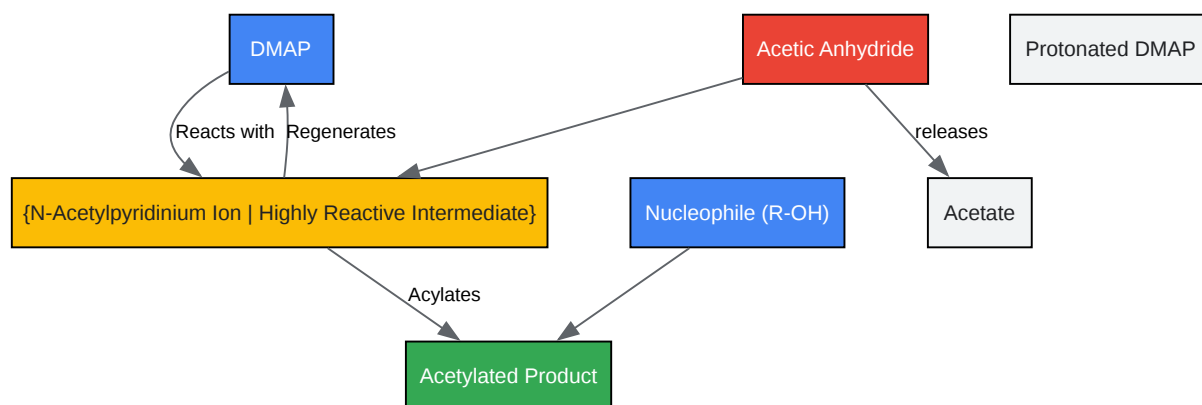 DMAP
Acetic Anhydride
Protonated DMAP
Reacts with
Regenerates
releases
{N-Acetylpyridinium Ion | Highly Reactive Intermediate}
Nucleophile (R-OH)
Acetate
Acylates
Acetylated Product